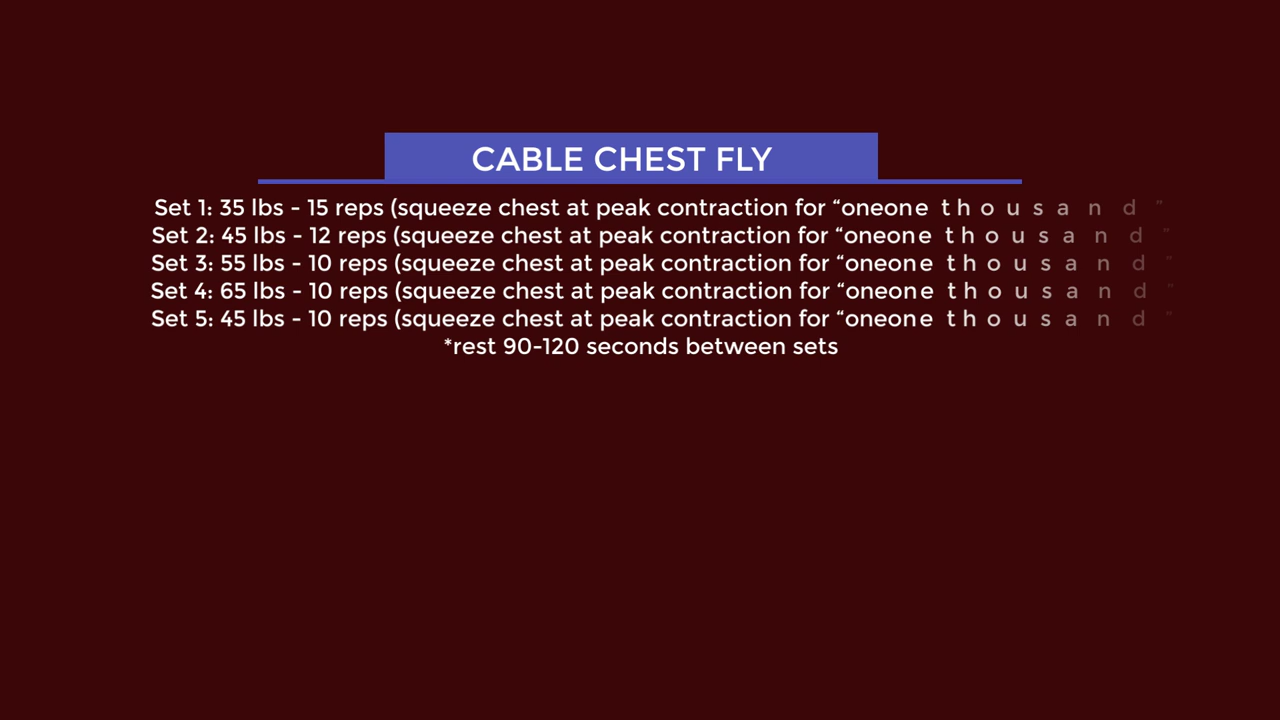 CABLE CHEST FLY
Set 1: 35 lbs - 15 reps (squeeze chest at peak contraction for “oneone thousand”
Set 2: 45 lbs - 12 reps (squeeze chest at peak contraction for “oneone thousand”
Set 3: 55 lbs - 10 reps (squeeze chest at peak contraction for “oneone thousand”
Set 4: 65 lbs - 10 reps (squeeze chest at peak contraction for “oneone thousand”
Set 5: 45 lbs - 10 reps (squeeze chest at peak contraction for “oneone thousand”
*rest 90-120 seconds between sets